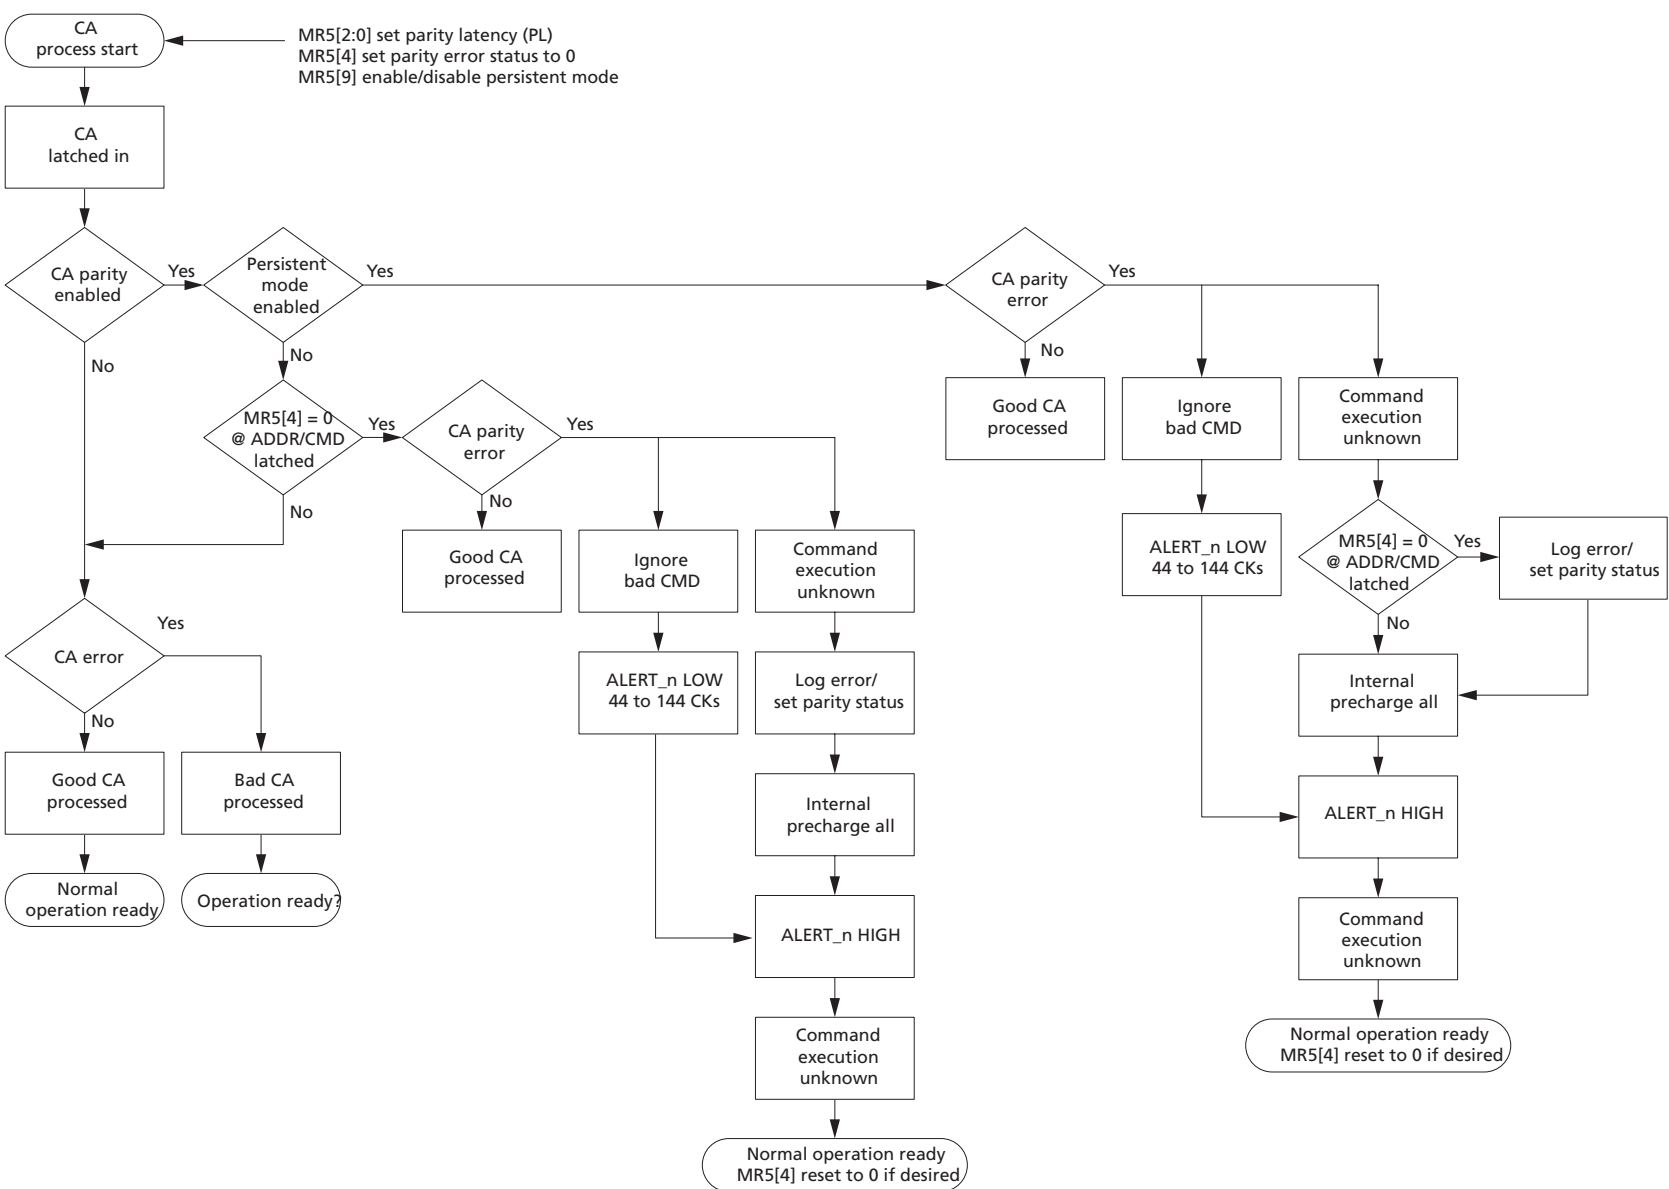 CA
process start
MR5[2:0] set parity latency (PL)
MR5[4] set parity error status to 0
MR5[9] enable/disable persistent mode
CA
latched in
CA parity
enabled
Yes
Persistent
mode
enabled
Yes
CA parity
error
Yes
No
No
No
MR5[4] = 0
@ ADDR/CMD
latched
Yes
CA parity
error
Yes
Good CA
processed
Ignore
bad CMD
Command
execution
unknown
No
No
Good CA
processed
Ignore
bad CMD
Command
execution
unknown
ALERT_n LOW
44 to 144 CKs
MR5[4] = 0
@ ADDR/CMD
latched
Yes
Log error/
set parity status
No
CA error
Yes
No
ALERT_n LOW
44 to 144 CKs
Log error/
set parity status
Internal
precharge all
Good CA
processed
Bad CA
processed
Internal
precharge all
ALERT_n HIGH
Normal
operation ready
Operation ready?
ALERT_n HIGH
Command
execution
unknown
Command
execution
unknown
Normal operation ready
MR5[4] reset to 0 if desired
Normal operation ready
MR5[4] reset to 0 if desired